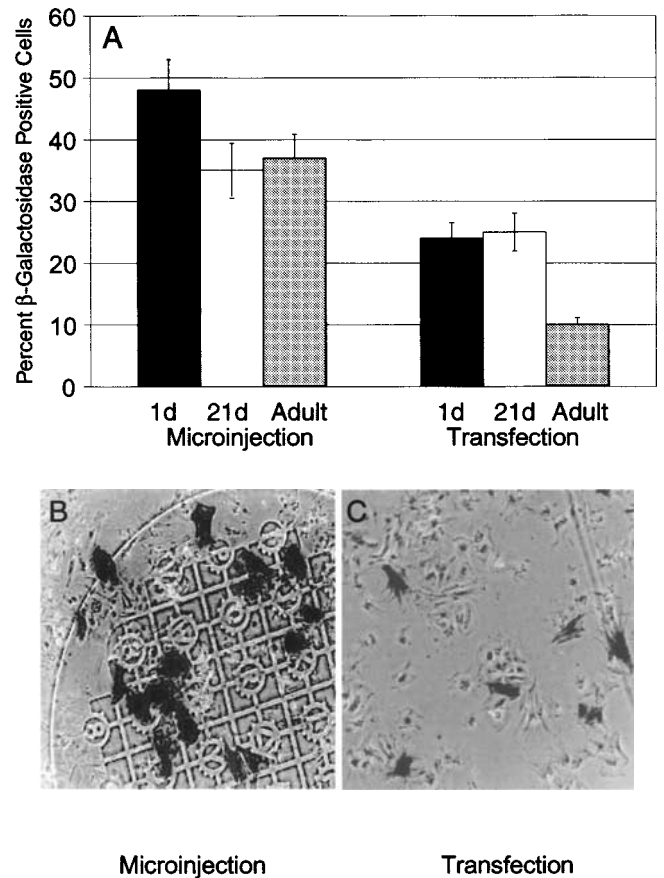 A
Percent β-Galactosidase Positive Cells
60
50
40
30
20
10
0
1d 21d Adult 1d 21d Adult
Microinjection Transfection
B C
Microinjection Transfection